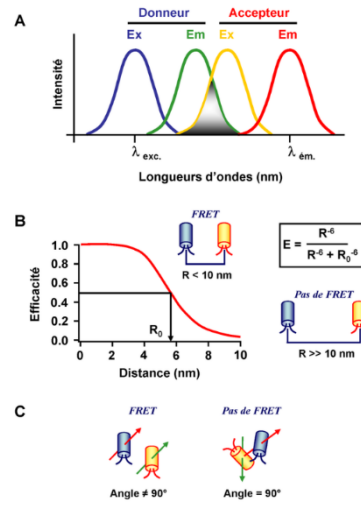 A
Donneur Accepteur
Ex Em Ex Em
Intensité
λ exc. λ ém.
Longueurs d'ondes (nm)
B
FRET
R < 10 nm
E = R⁻⁶ / R⁻⁶ + R₀⁻⁶
Efficacité
1.0
0.8
0.6
0.4
0.2
0.0
R₀
0 2 4 6 8 10
Distance (nm)
Pas de FRET
R >> 10 nm
C
FRET Pas de FRET
Angle ≠ 90° Angle = 90°